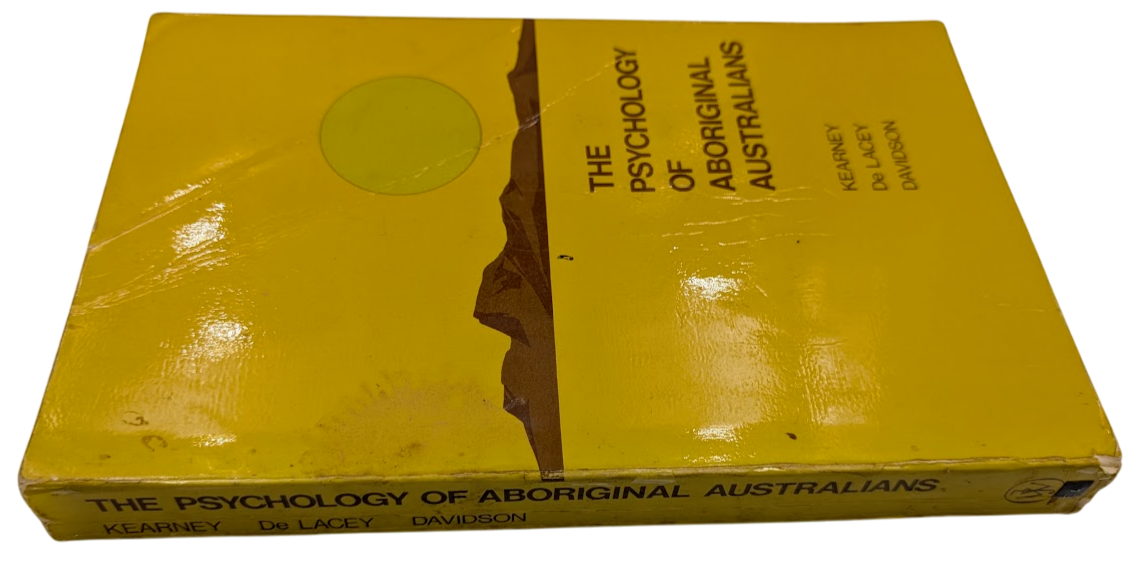 THE
PSYCHOLOGY
OF
ABORIGINAL
AUSTRALIANS
KEARNEY
De LACEY
DAVIDSON
THE PSYCHOLOGY OF ABORIGINAL AUSTRALIANS
KEARNEY De LACEY DAVIDSON